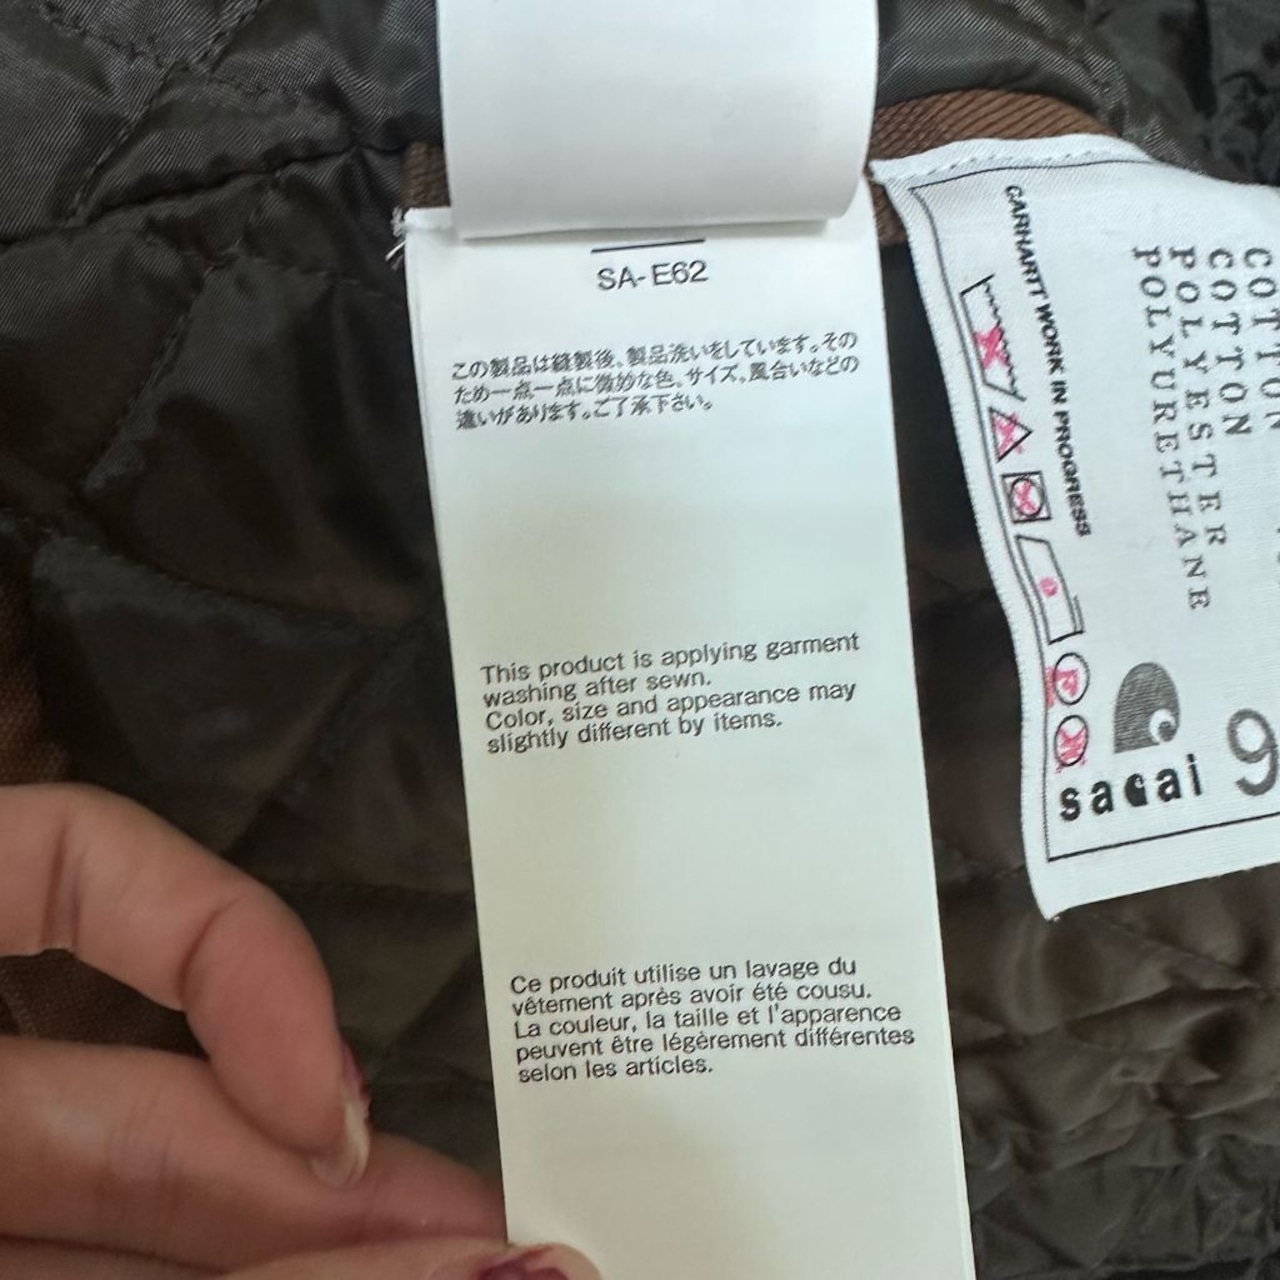 SA-E62
この製品は縫製後、製品洗いをしています。その
ため一点一点に微妙な色、サイズ、風合いなどの
違いがあります。ご了承下さい。
This product is applying garment
washing after sewn.
Color, size and appearance may
slightly different by items.
Ce produit utilise un lavage du
vêtement après avoir été cousu.
La couleur, la taille et l'apparence
peuvent être légèrement différentes
selon les articles.
COTTON
COTTON
POLYESTER
POLYURETHANE
CARHARTT WORK IN PROGRESS
sacai
9